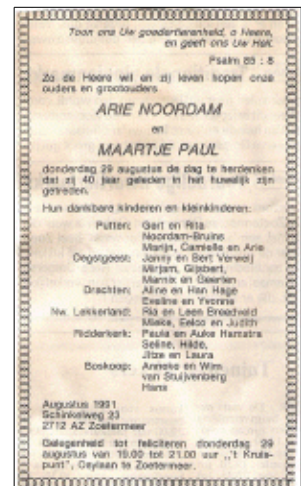 Toon ons Uw goedertierenheid, o Heere,
en geeft ons Uw Heil.
Psalm 85 : 8
Zo de Heere wil en zij leven hopen onze
ouders en grootouders
ARIE NOORDAM
en
MAARTJE PAUL
donderdag 29 augustus de dag te herdenken
dat zij 40 jaar geleden in het huwelijk zijn
getreden.
Hun dankbare kinderen en kleinkinderen:
Putten: Gert en Rita
Noordam-Bruins
Marijn, Camielle en Arie
Oegstgeest: Janny en Bert Verweij
Mirjam, Gijsbert,
Marnix en Geerten
Drachten: Aline en Han Hage
Eveline en Yvonne
Nw. Lekkerland: Ria en Leen Breedveld
Mieke, Eelco en Judith
Ridderkerk: Paula en Auke Hamstra
Seline, Hilde,
Jitze en Laura
Boskoop: Anneke en Wim
van Stuijvenberg
Hans
Augustus 1991
Schinkelweg 23
2712 AZ Zoetermeer
Gelegenheid tot feliciteren donderdag 29
augustus van 19.00 tot 21.00 uur ,,'t Kruis-
punt", Ceylaan te Zoetermeer.